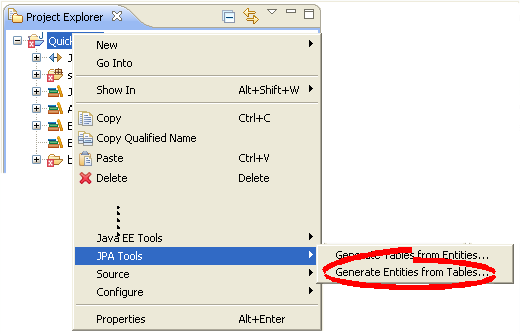 Project Explorer
Quick
New
J
Go Into
s
Show In Alt+Shift+W
J
A
Copy Ctrl+C
E
Copy Qualified Name
E
Paste Ctrl+V
b
Delete Delete
Java EE Tools
JPA Tools
Generate Tables from Entities...
Source
Generate Entities from Tables...
Configure
Properties Alt+Enter